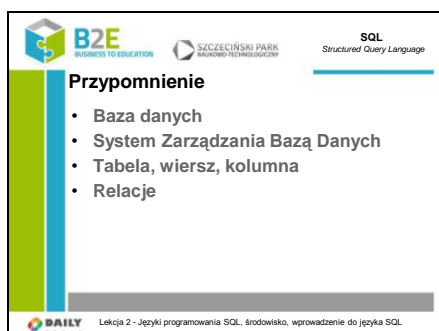 B2E
BUSINESS TO EDUCATION
SZCZECIŃSKI PARK
NAUKOWO-TECHNOLOGICZNY
SQL
Structured Query Language
Przypomnienie
• Baza danych
• System Zarządzania Bazą Danych
• Tabela, wiersz, kolumna
• Relacje
DAILY
Lekcja 2 - Języki programowania SQL, środowisko, wprowadzenie do języka SQL